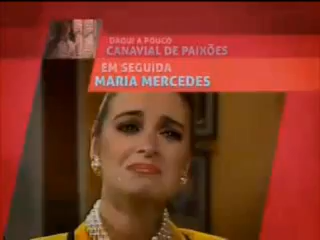 DAQUI A POUCO
CANAVIAL DE PAIXÕES
EM SEGUIDA
MARIA MERCEDES